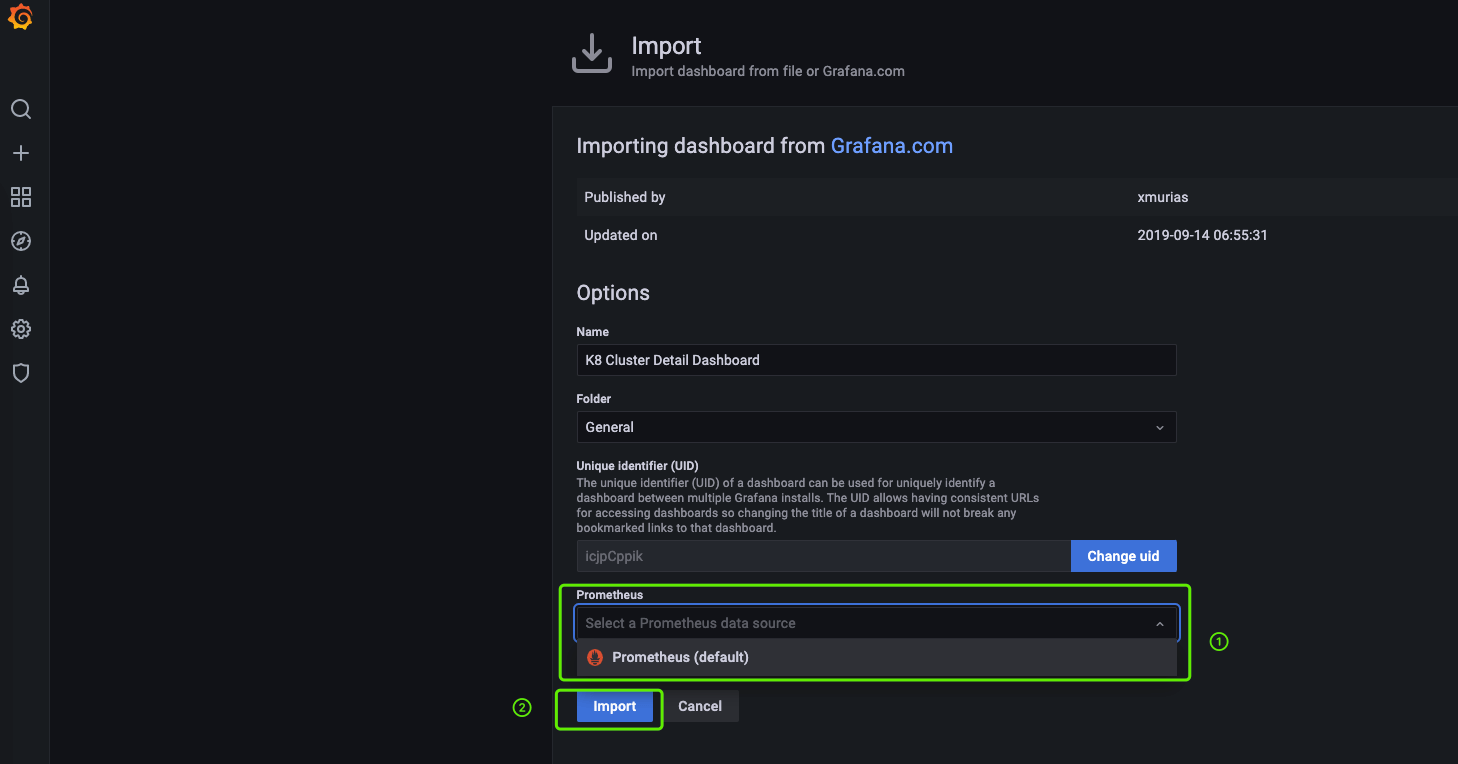 Import
Import dashboard from file or Grafana.com
Importing dashboard from Grafana.com
Published by xmurias
Updated on 2019-09-14 06:55:31
Options
Name
K8 Cluster Detail Dashboard
Folder
General
Unique identifier (UID)
The unique identifier (UID) of a dashboard can be used for uniquely identify a
dashboard between multiple Grafana installs. The UID allows having consistent URLs
for accessing dashboards so changing the title of a dashboard will not break any
bookmarked links to that dashboard.
icjpCppik Change uid
Prometheus
Select a Prometheus data source
1
Prometheus (default)
2 Import Cancel